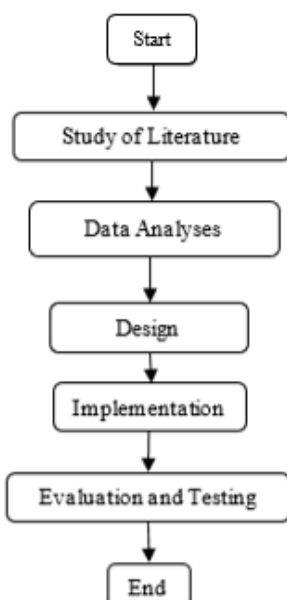 Start
Study of Literature
Data Analyses
Design
Implementation
Evaluation and Testing
End